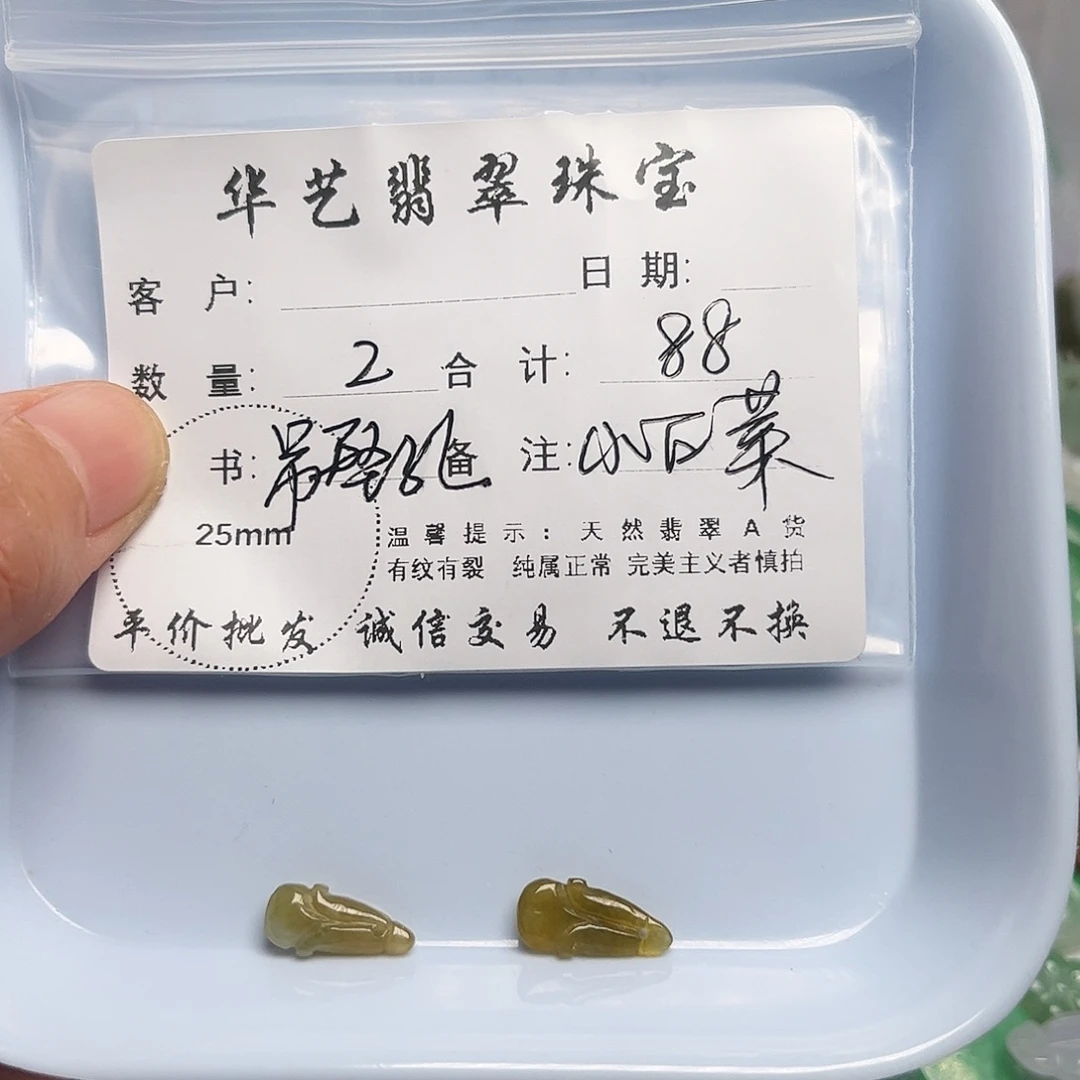 华艺翡翠珠宝
客 户: 日 期:
数 量: 2 合 计: 88
书: 备 注: 小百菜
25mm
温馨提示: 天然翡翠A货
有纹有裂 纯属正常 完美主义者慎拍
平价批发 诚信交易 不退不换